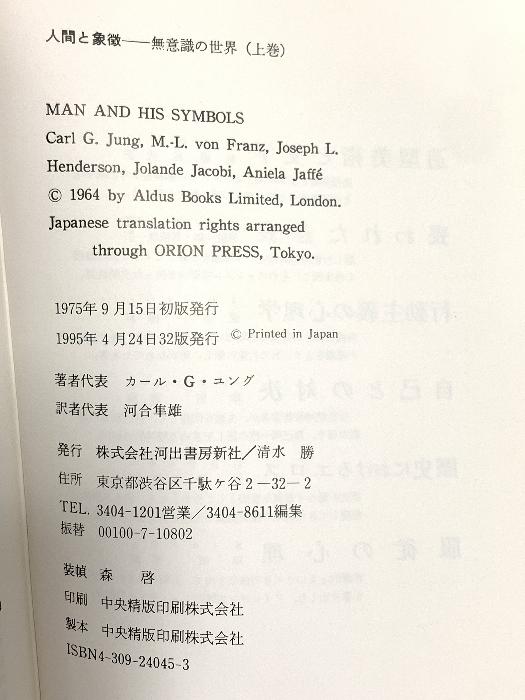 人間と象徴――無意識の世界（上巻）
MAN AND HIS SYMBOLS
Carl G. Jung, M.-L. von Franz, Joseph L.
Henderson, Jolande Jacobi, Aniela Jaffé
© 1964 by Aldus Books Limited, London.
Japanese translation rights arranged
through ORION PRESS, Tokyo.
1975年9月15日初版発行
1995年4月24日32版発行 © Printed in Japan
著者代表 カール・G・ユング
訳者代表 河合隼雄
発行 株式会社河出書房新社／清水 勝
住所 東京都渋谷区千駄ケ谷2－32－2
TEL. 3404-1201営業／3404-8611編集
振替 00100-7-10802
装幀 森 啓
印刷 中央精版印刷株式会社
製本 中央精版印刷株式会社
ISBN4-309-24045-3